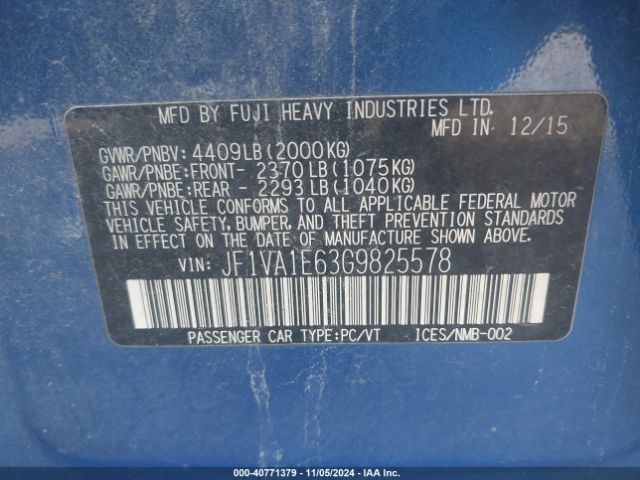 MFD BY FUJI HEAVY INDUSTRIES LTD.
MFD IN 12/15
GVWR/PNBV: 4409LB(2000KG)
GAWR/PNBE:FRONT- 2370LB(1075KG)
GAWR/PNBE:REAR - 2293LB(1040KG)
THIS VEHICLE CONFORMS TO ALL APPLICABLE FEDERAL MOTOR
VEHICLE SAFETY, BUMPER, AND THEFT PREVENTION STANDARDS
IN EFFECT ON THE DATE OF MANUFACTURE SHOWN ABOVE.
VIN: JF1VA1E63G9825578
PASSENGER CAR TYPE:PC/VT ICES/NMB-002
000-40771379 - 11/05/2024 - IAA Inc.